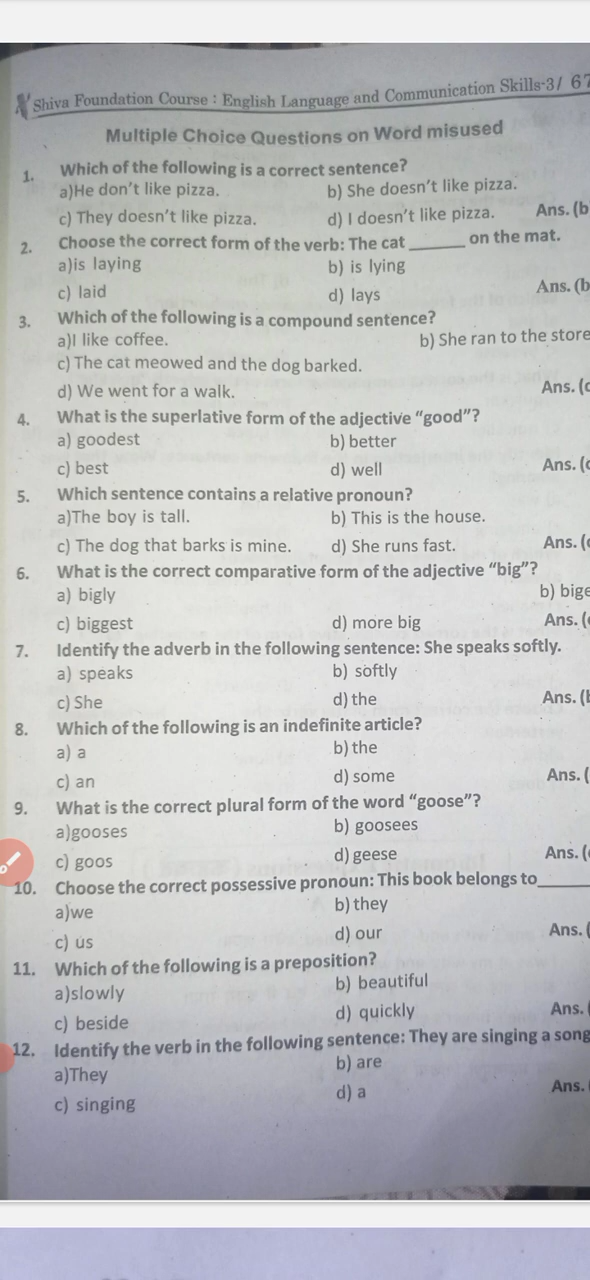 Shiva Foundation Course : English Language and Communication Skills-3/ 67
Multiple Choice Questions on Word misused
1. Which of the following is a correct sentence?
a)He don't like pizza. b) She doesn't like pizza.
c) They doesn't like pizza. d) I doesn't like pizza. Ans. (b
2. Choose the correct form of the verb: The cat ______ on the mat.
a)is laying b) is lying
c) laid d) lays Ans. (b
3. Which of the following is a compound sentence?
a)I like coffee. b) She ran to the store
c) The cat meowed and the dog barked.
d) We went for a walk. Ans. (c
4. What is the superlative form of the adjective "good"?
a) goodest b) better
c) best d) well Ans. (c
5. Which sentence contains a relative pronoun?
a)The boy is tall. b) This is the house.
c) The dog that barks is mine. d) She runs fast. Ans. (
6. What is the correct comparative form of the adjective "big"?
a) bigly b) bige
c) biggest d) more big Ans. (
7. Identify the adverb in the following sentence: She speaks softly.
a) speaks b) softly
c) She d) the Ans. (b
8. Which of the following is an indefinite article?
a) a b) the
c) an d) some Ans. (
9. What is the correct plural form of the word "goose"?
a)gooses b) goosees
c) goos d) geese Ans. (
10. Choose the correct possessive pronoun: This book belongs to______
a)we b) they
c) us d) our Ans. (
11. Which of the following is a preposition?
a)slowly b) beautiful
c) beside d) quickly Ans. (
12. Identify the verb in the following sentence: They are singing a song
a)They b) are
c) singing d) a Ans. (